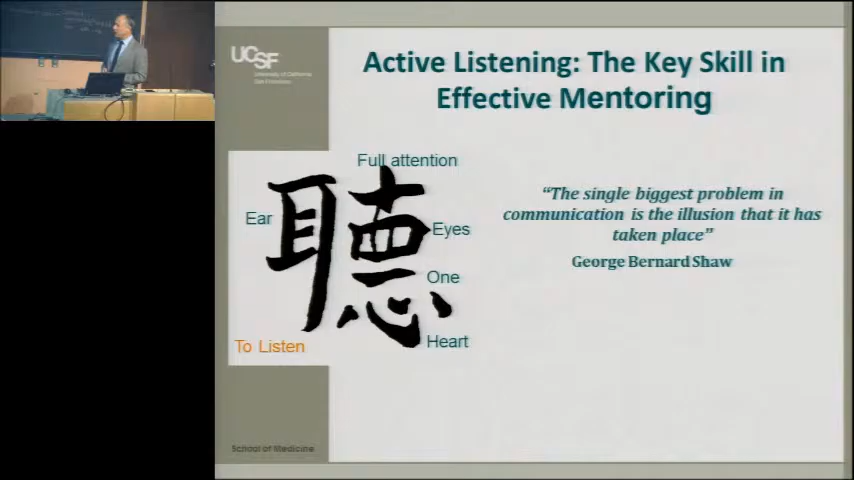 UCSF
University of California
San Francisco
Active Listening: The Key Skill in
Effective Mentoring
Full attention
Ear
聽
Eyes
One
Heart
To Listen
“The single biggest problem in
communication is the illusion that it has
taken place”
George Bernard Shaw
School of Medicine